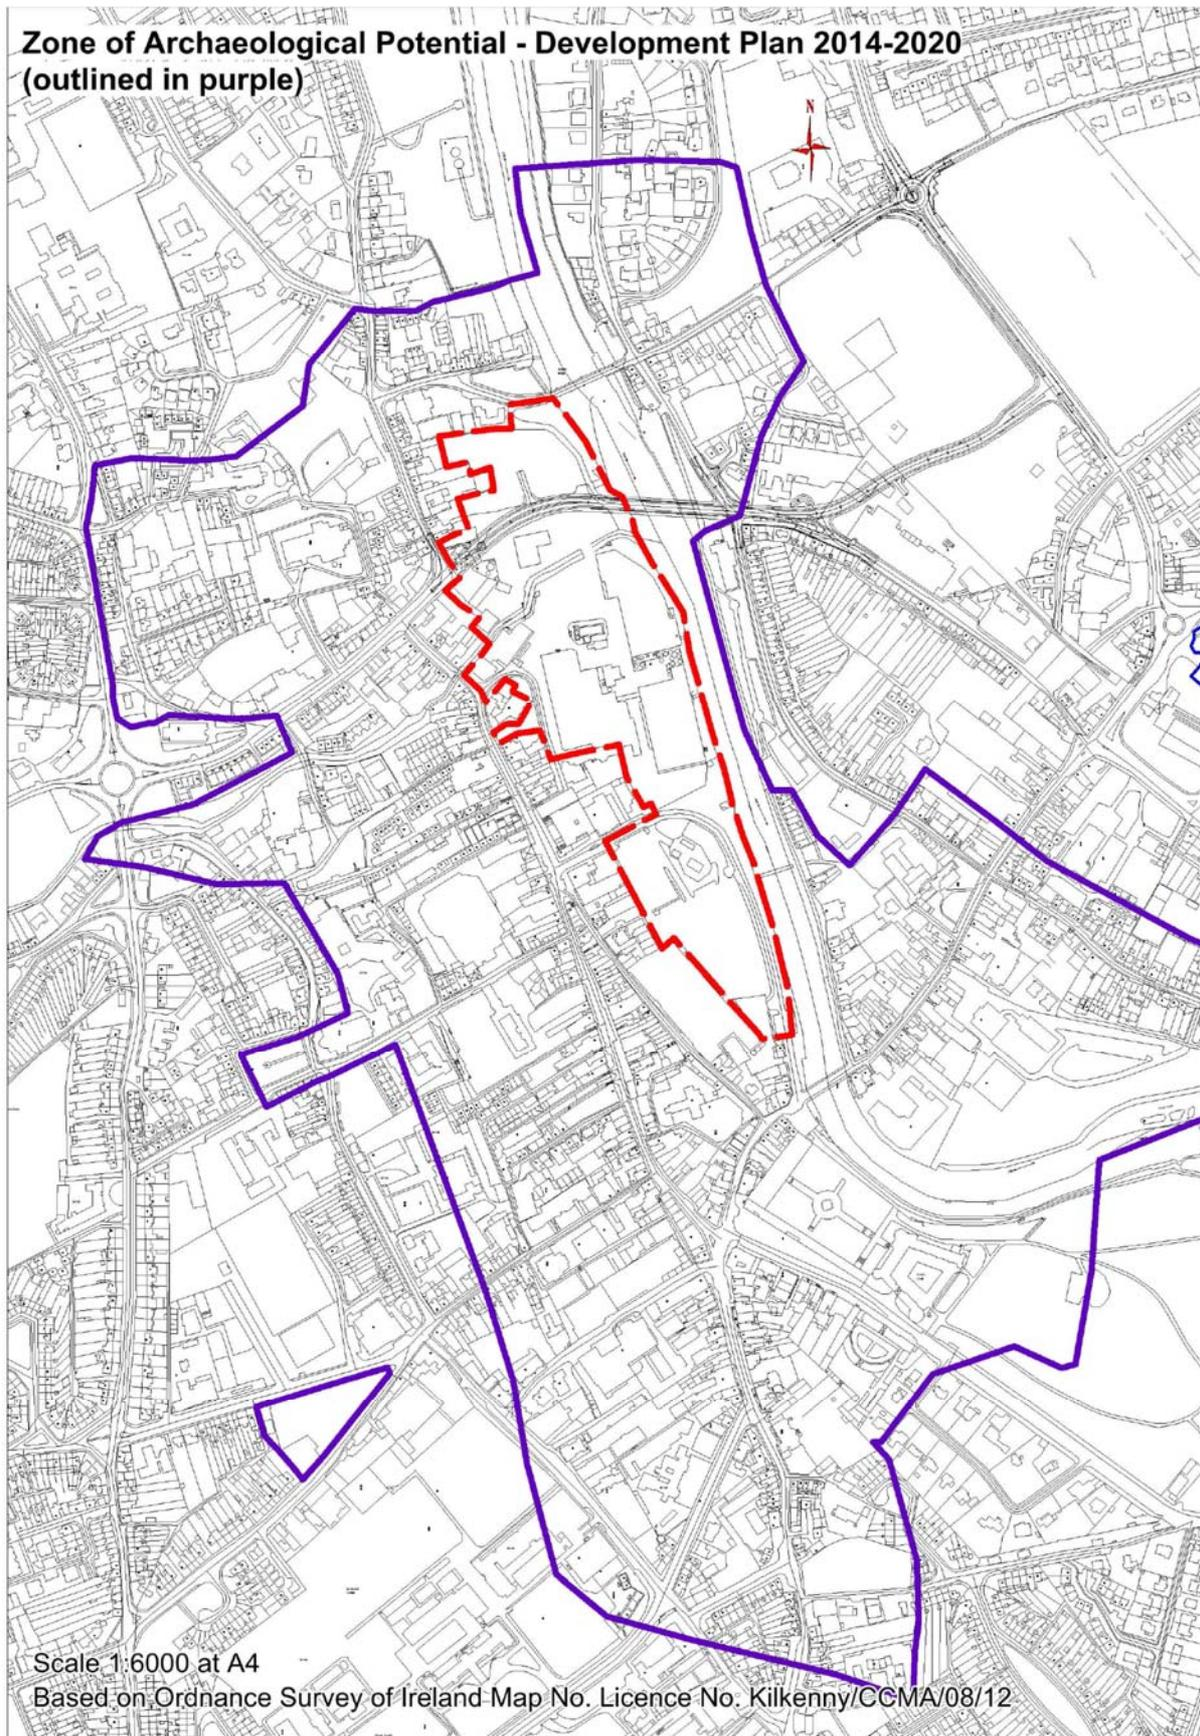 Zone of Archaeological Potential - Development Plan 2014-2020
(outlined in purple)
N
Scale 1:6000 at A4
Based on Ordnance Survey of Ireland Map No. Licence No. Kilkenny/CCMA/08/12